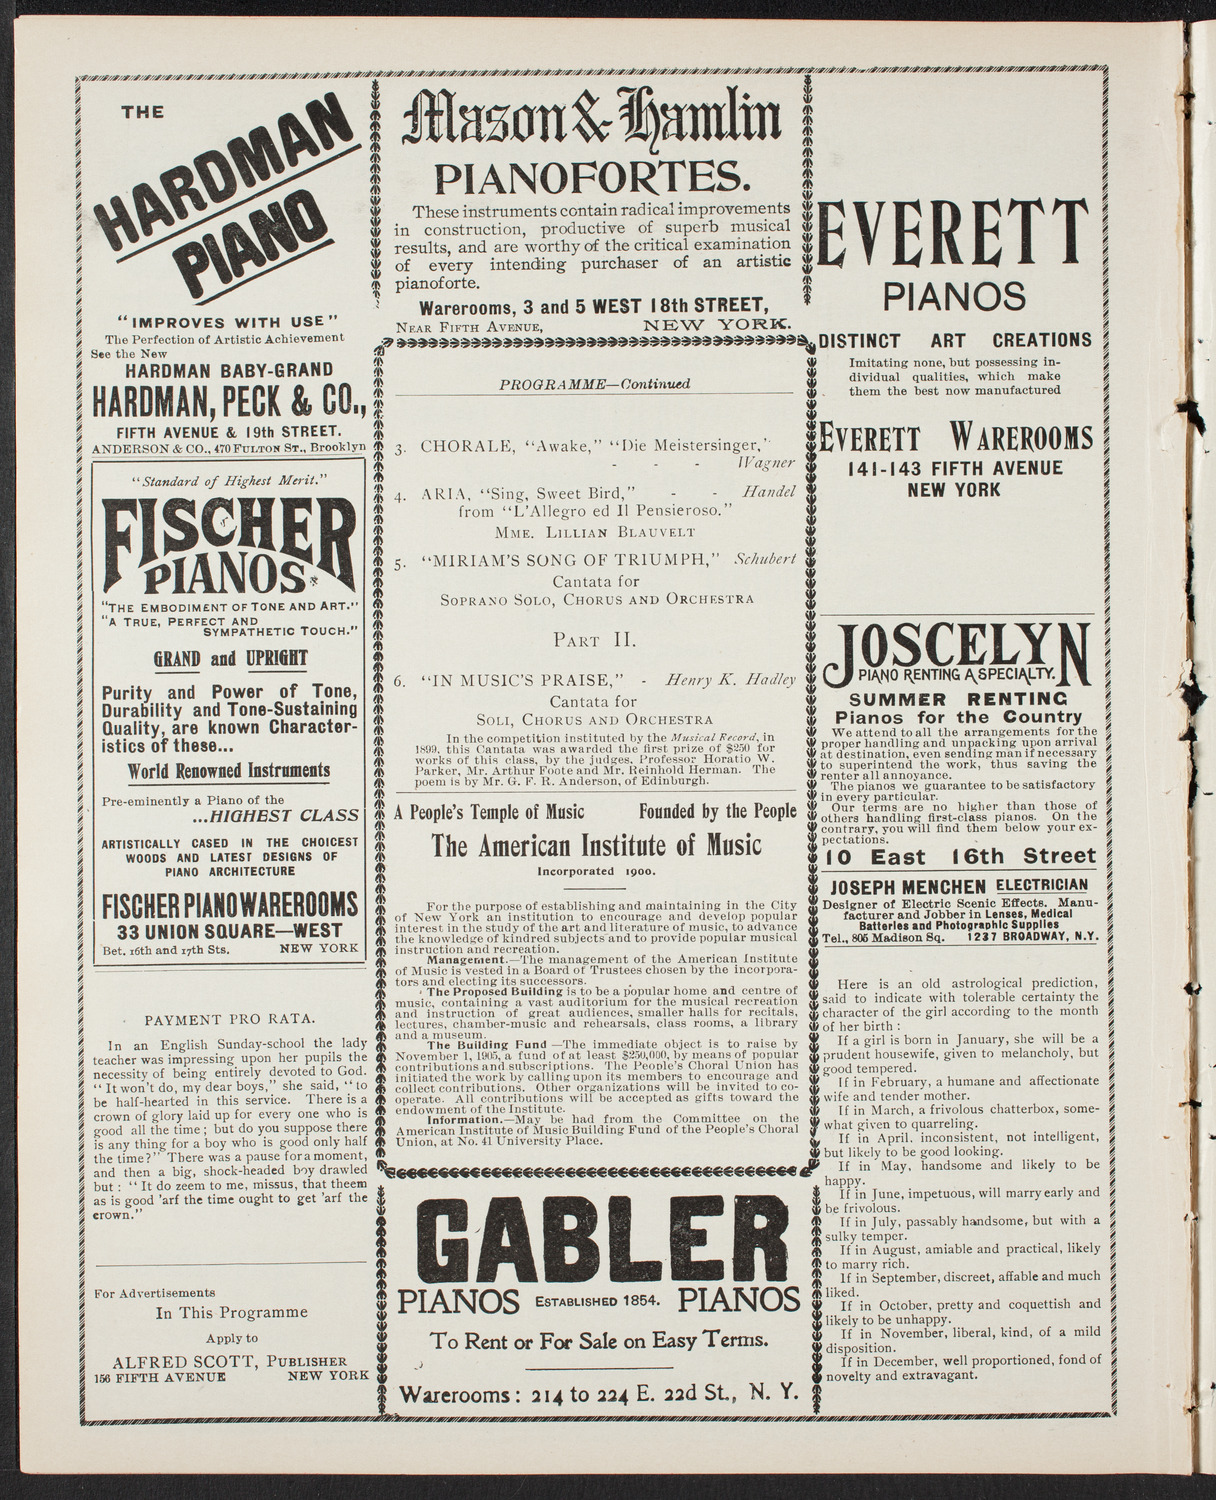 THE
HARDMAN
PIANO
"IMPROVES WITH USE"
The Perfection of Artistic Achievement
See the New
HARDMAN BABY-GRAND
HARDMAN, PECK & CO.,
FIFTH AVENUE & 19th STREET.
ANDERSON & CO., 470 FULTON ST., Brooklyn
"Standard of Highest Merit."
FISCHER
PIANOS
"THE EMBODIMENT OF TONE AND ART."
"A TRUE, PERFECT AND
SYMPATHETIC TOUCH."
GRAND and UPRIGHT
Purity and Power of Tone,
Durability and Tone-Sustaining
Quality, are known Character-
istics of these...
World Renowned Instruments
Pre-eminently a Piano of the
...HIGHEST CLASS
ARTISTICALLY CASED IN THE CHOICEST
WOODS AND LATEST DESIGNS OF
PIANO ARCHITECTURE
FISCHER PIANO WAREROOMS
33 UNION SQUARE—WEST
Bet. 16th and 17th Sts. NEW YORK
PAYMENT PRO RATA.
In an English Sunday-school the lady
teacher was impressing upon her pupils the
necessity of being entirely devoted to God.
"It won't do, my dear boys," she said, "to
be half-hearted in this service. There is a
crown of glory laid up for every one who is
good all the time; but do you suppose there
is any thing for a boy who is good only half
the time?" There was a pause for a moment,
and then a big, shock-headed boy drawled
but: "It do zeem to me, missus, that theem
as is good 'arf the time ought to get 'arf the
crown."
For Advertisements
In This Programme
Apply to
ALFRED SCOTT, PUBLISHER
156 FIFTH AVENUE NEW YORK
Mason & Hamlin
PIANOFORTES.
These instruments contain radical improvements
in construction, productive of superb musical
results, and are worthy of the critical examination
of every intending purchaser of an artistic
pianoforte.
Warerooms, 3 and 5 WEST 18th STREET,
NEAR FIFTH AVENUE, NEW YORK.
PROGRAMME—Continued
3. CHORALE, "Awake," "Die Meistersinger,"
- - - Wagner
4. ARIA, "Sing, Sweet Bird," - - Handel
from "L'Allegro ed Il Pensieroso."
MME. LILLIAN BLAUVELT
5. "MIRIAM'S SONG OF TRIUMPH," Schubert
Cantata for
SOPRANO SOLO, CHORUS AND ORCHESTRA
PART II.
6. "IN MUSIC'S PRAISE," - Henry K. Hadley
Cantata for
SOLI, CHORUS AND ORCHESTRA
In the competition instituted by the Musical Record, in
1899, this Cantata was awarded the first prize of $250 for
works of this class, by the judges, Professor Horatio W.
Parker, Mr. Arthur Foote and Mr. Reinhold Herman. The
poem is by Mr. G. F. R. Anderson, of Edinburgh.
A People's Temple of Music Founded by the People
The American Institute of Music
Incorporated 1900.
For the purpose of establishing and maintaining in the City
of New York an institution to encourage and develop popular
interest in the study of the art and literature of music, to advance
the knowledge of kindred subjects and to provide popular musical
instruction and recreation.
Management.—The management of the American Institute
of Music is vested in a Board of Trustees chosen by the incorpora-
tors and electing its successors.
The Proposed Building is to be a popular home and centre of
music, containing a vast auditorium for the musical recreation
and instruction of great audiences, smaller halls for recitals,
lectures, chamber-music and rehearsals, class rooms, a library
and a museum.
The Building Fund—The immediate object is to raise by
November 1, 1905, a fund of at least $250,000, by means of popular
contributions and subscriptions. The People's Choral Union has
initiated the work by calling upon its members to encourage and
collect contributions. Other organizations will be invited to co-
operate. All contributions will be accepted as gifts toward the
endowment of the Institute.
Information.—May be had from the Committee on the
American Institute of Music Building Fund of the People's Choral
Union, at No. 41 University Place.
GABLER
PIANOS ESTABLISHED 1854. PIANOS
To Rent or For Sale on Easy Terms.
Warerooms: 214 to 224 E. 22d St., N. Y.
EVERETT
PIANOS
DISTINCT ART CREATIONS
Imitating none, but possessing in-
dividual qualities, which make
them the best now manufactured
EVERETT WAREROOMS
141-143 FIFTH AVENUE
NEW YORK
JOSCELYN
PIANO RENTING A SPECIALTY.
SUMMER RENTING
Pianos for the Country
We attend to all the arrangements for the
proper handling and unpacking upon arrival
at destination, even sending man if necessary
to superintend the work, thus saving the
renter all annoyance.
The pianos we guarantee to be satisfactory
in every particular.
Our terms are no higher than those of
others handling first-class pianos. On the
contrary, you will find them below your ex-
pectations.
10 East 16th Street
JOSEPH MENCHEN ELECTRICIAN
Designer of Electric Scenic Effects. Manu-
facturer and Jobber in Lenses, Medical
Batteries and Photographic Supplies
Tel., 805 Madison Sq. 1237 BROADWAY, N.Y.
Here is an old astrological prediction,
said to indicate with tolerable certainty the
character of the girl according to the month
of her birth:
If a girl is born in January, she will be a
prudent housewife, given to melancholy, but
good tempered.
If in February, a humane and affectionate
wife and tender mother.
If in March, a frivolous chatterbox, some-
what given to quarreling.
If in April. inconsistent, not intelligent,
but likely to be good looking.
If in May, handsome and likely to be
happy.
If in June, impetuous, will marry early and
be frivolous.
If in July, passably handsome, but with a
sulky temper.
If in August, amiable and practical, likely
to marry rich.
If in September, discreet, affable and much
liked.
If in October, pretty and coquettish and
likely to be unhappy.
If in November, liberal, kind, of a mild
disposition.
If in December, well proportioned, fond of
novelty and extravagant.